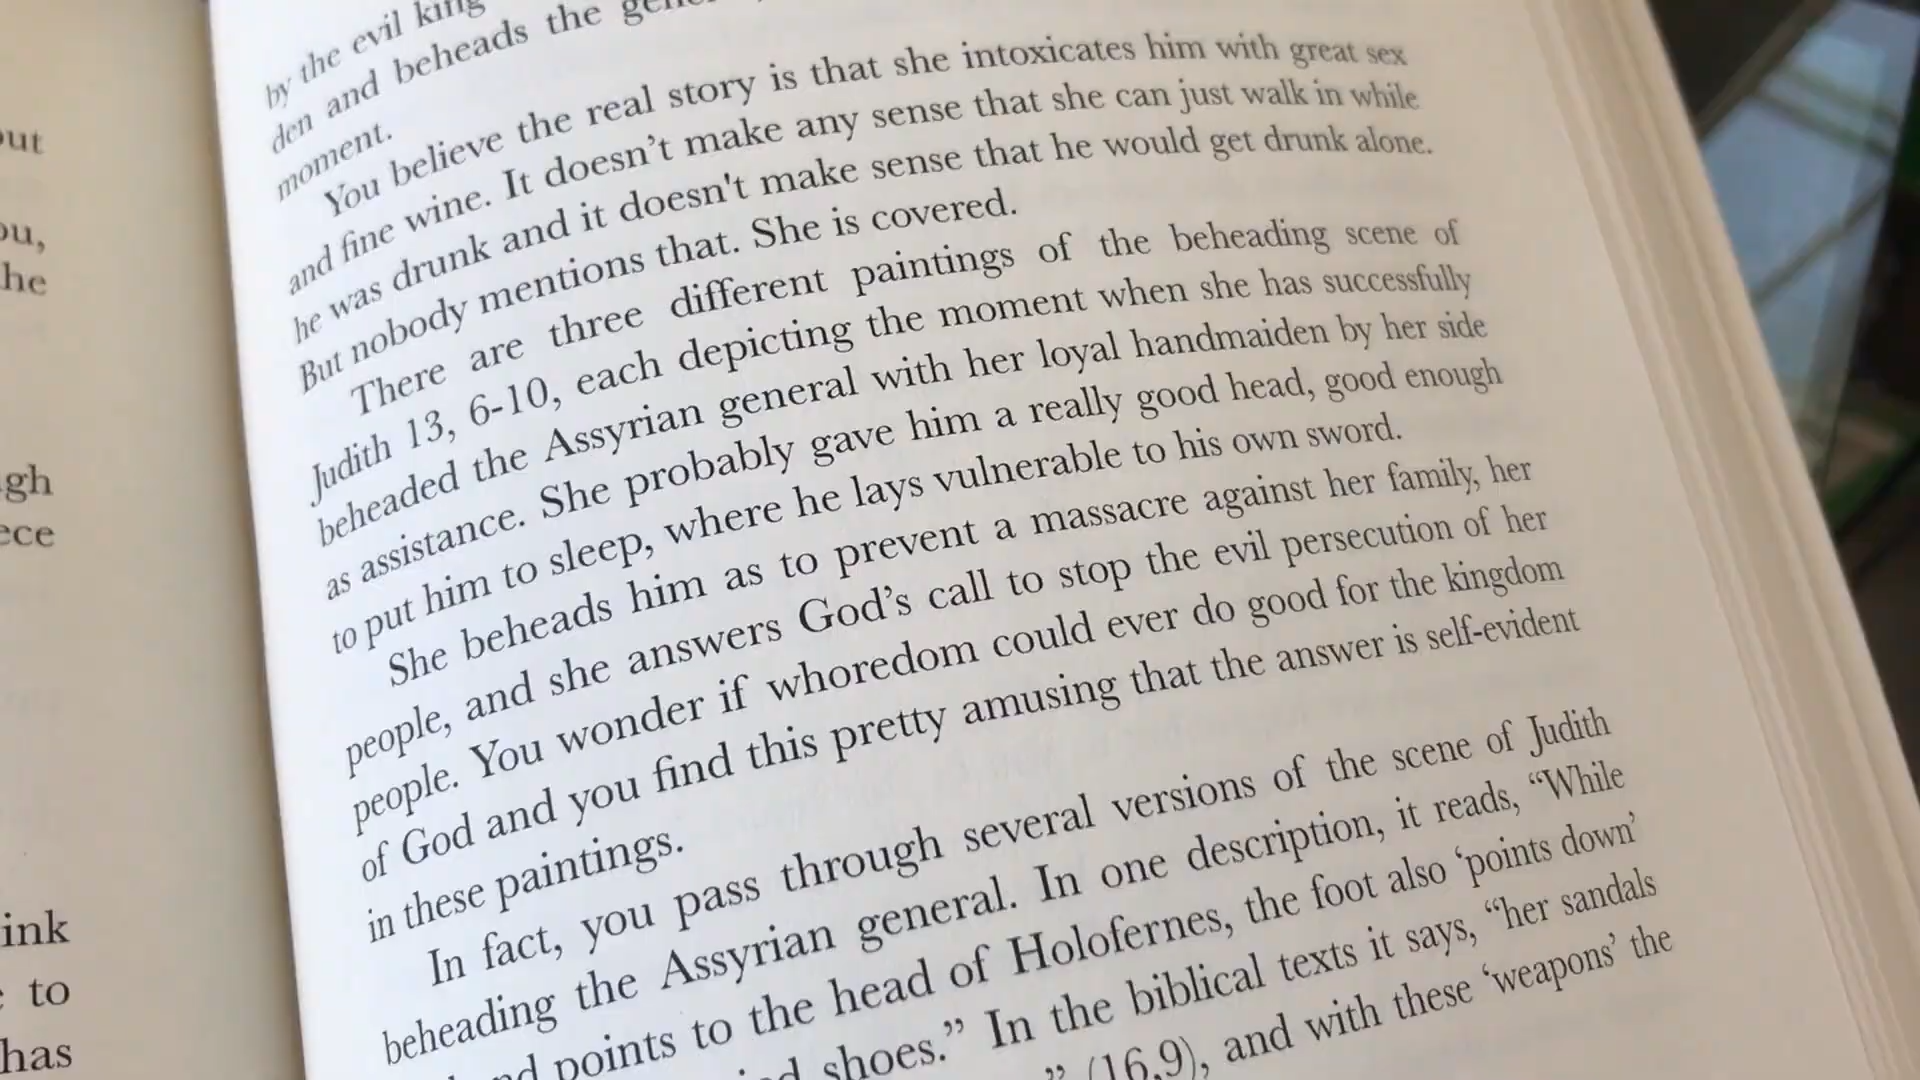 out
ou,
he
gh
ece
ink
to
has
by the evil king
den and beheads the
moment.
You believe the real story is that she intoxicates him with great sex
and fine wine. It doesn’t make any sense that she can just walk in while
he was drunk and it doesn't make sense that he would get drunk alone.
But nobody mentions that. She is covered.
There are three different paintings of the beheading scene of
Judith 13, 6-10, each depicting the moment when she has successfully
beheaded the Assyrian general with her loyal handmaiden by her side
as assistance. She probably gave him a really good head, good enough
to put him to sleep, where he lays vulnerable to his own sword.
She beheads him as to prevent a massacre against her family, her
people, and she answers God’s call to stop the evil persecution of her
people. You wonder if whoredom could ever do good for the kingdom
of God and you find this pretty amusing that the answer is self-evident
in these paintings.
In fact, you pass through several versions of the scene of Judith
beheading the Assyrian general. In one description, it reads, “While
points to the head of Holofernes, the foot also ‘points down’
shoes.” In the biblical texts it says, “her sandals
” (16,9), and with these ‘weapons’ the